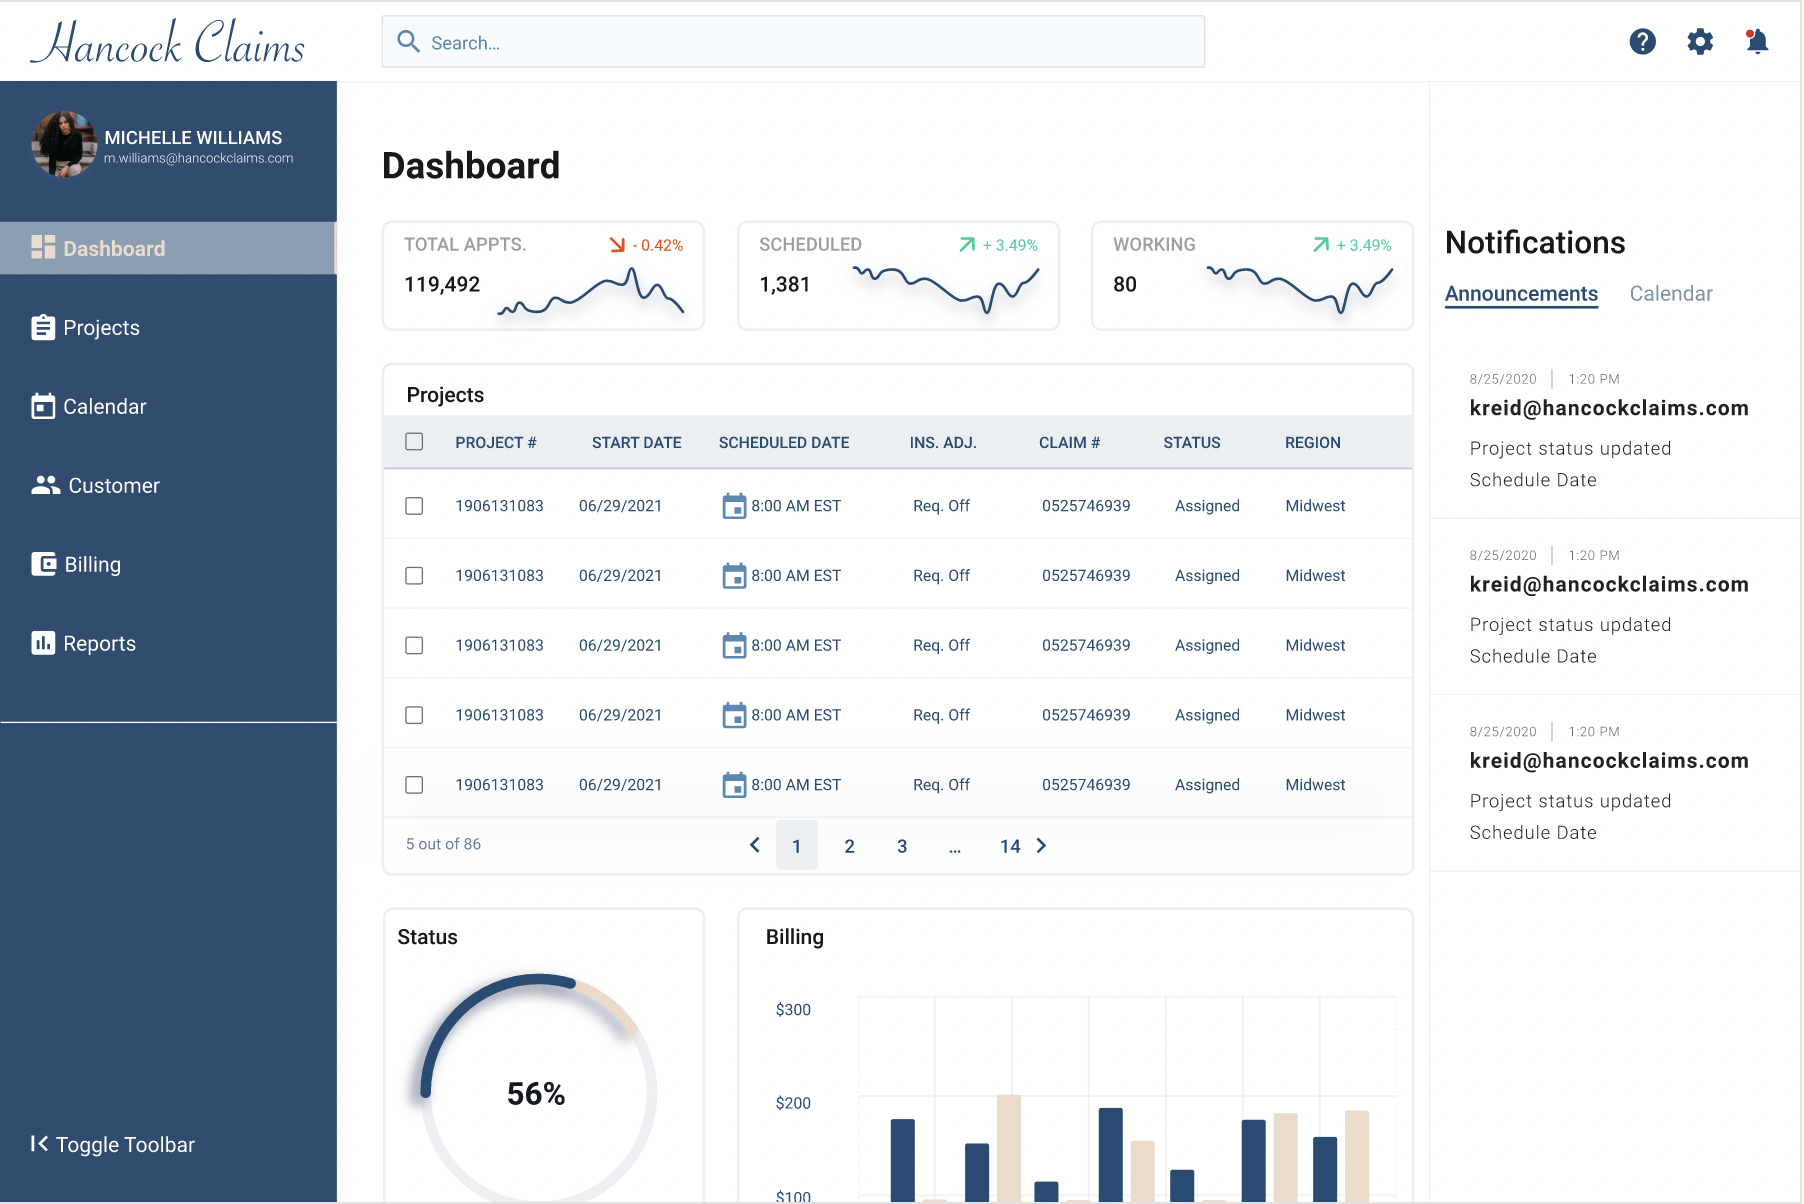 Hancock Claims
Search...
MICHELLE WILLIAMS
m.williams@hancockclaims.com
Dashboard
Projects
Calendar
Customer
Billing
Reports
Toggle Toolbar
Dashboard
TOTAL APPTS. - 0.42%
119,492
SCHEDULED + 3.49%
1,381
WORKING + 3.49%
80
Projects
PROJECT # START DATE SCHEDULED DATE INS. ADJ. CLAIM # STATUS REGION
1906131083 06/29/2021 8:00 AM EST Req. Off 0525746939 Assigned Midwest
1906131083 06/29/2021 8:00 AM EST Req. Off 0525746939 Assigned Midwest
1906131083 06/29/2021 8:00 AM EST Req. Off 0525746939 Assigned Midwest
1906131083 06/29/2021 8:00 AM EST Req. Off 0525746939 Assigned Midwest
1906131083 06/29/2021 8:00 AM EST Req. Off 0525746939 Assigned Midwest
5 out of 86 1 2 3 ... 14
Status
56%
Billing
$300
$200
$100
Notifications
Announcements Calendar
8/25/2020 1:20 PM
kreid@hancockclaims.com
Project status updated
Schedule Date
8/25/2020 1:20 PM
kreid@hancockclaims.com
Project status updated
Schedule Date
8/25/2020 1:20 PM
kreid@hancockclaims.com
Project status updated
Schedule Date